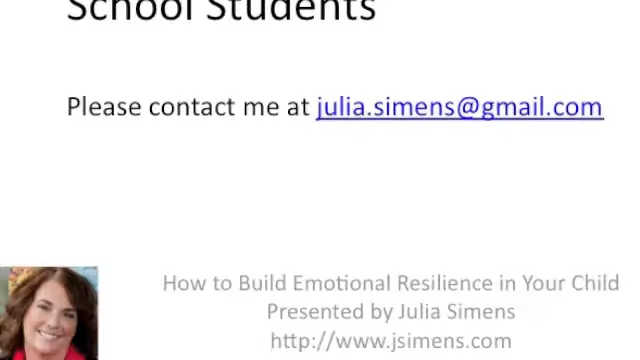 School Students
Please contact me at julia.simens@gmail.com
How to Build Emotional Resilience in Your Child
Presented by Julia Simens
http://www.jsimens.com